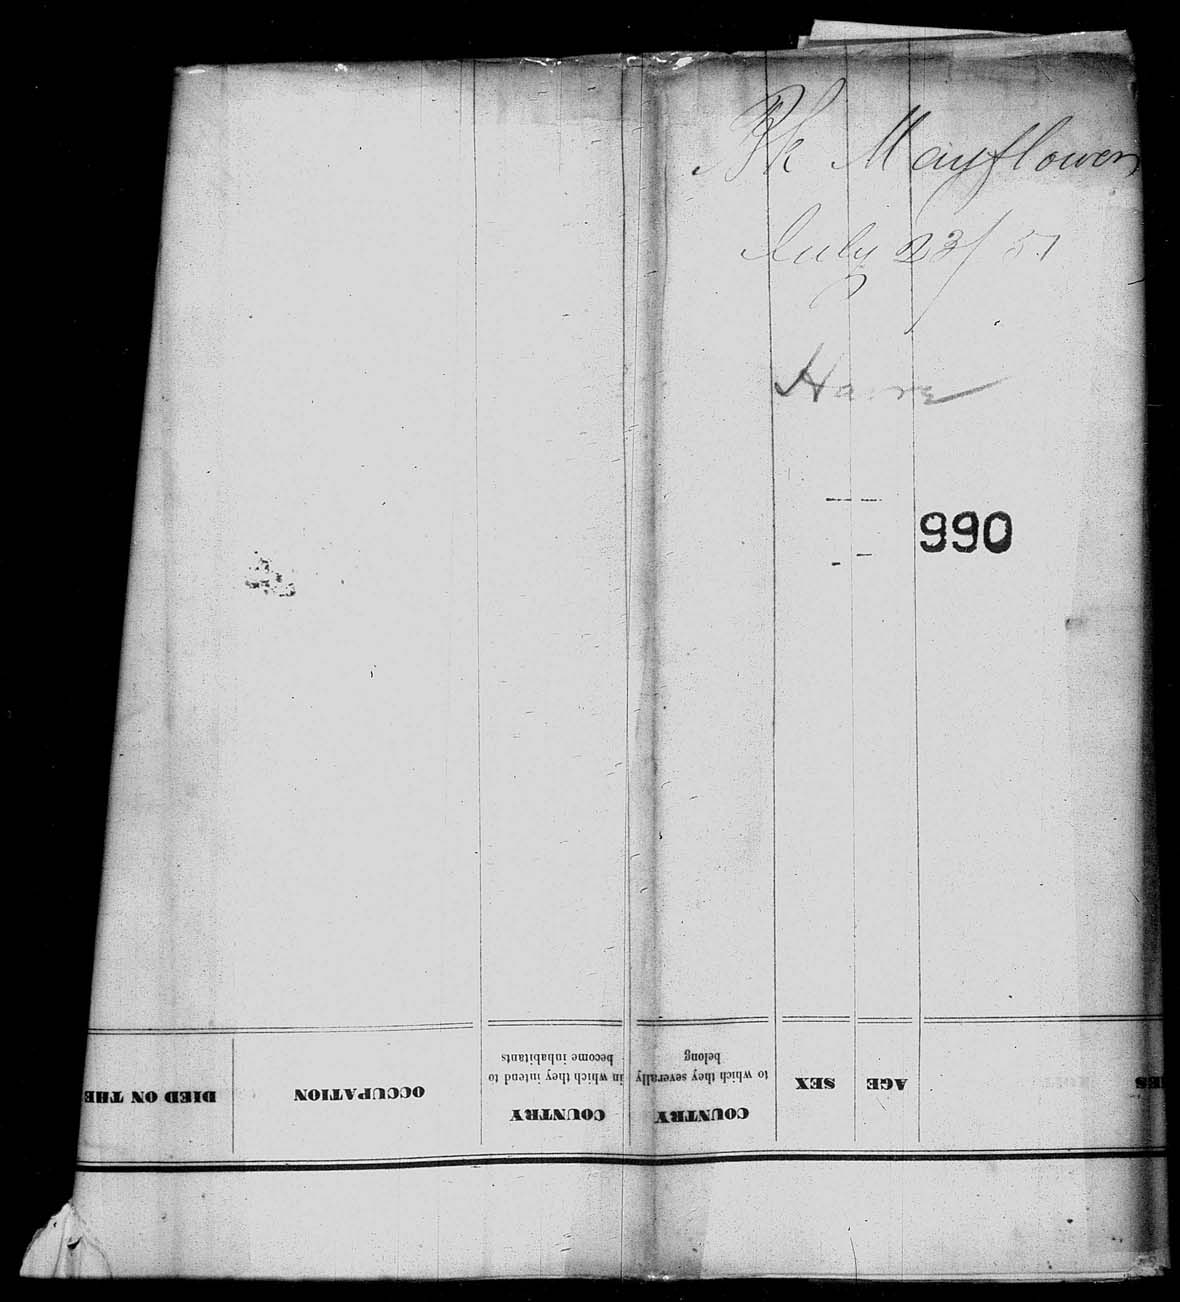 Bk Mayflower
July 23/51
Havre
990
NAMES
AGE
SEX
COUNTRY
to which they severally
belong
COUNTRY
in which they intend to
become inhabitants
OCCUPATION
DIED ON THE